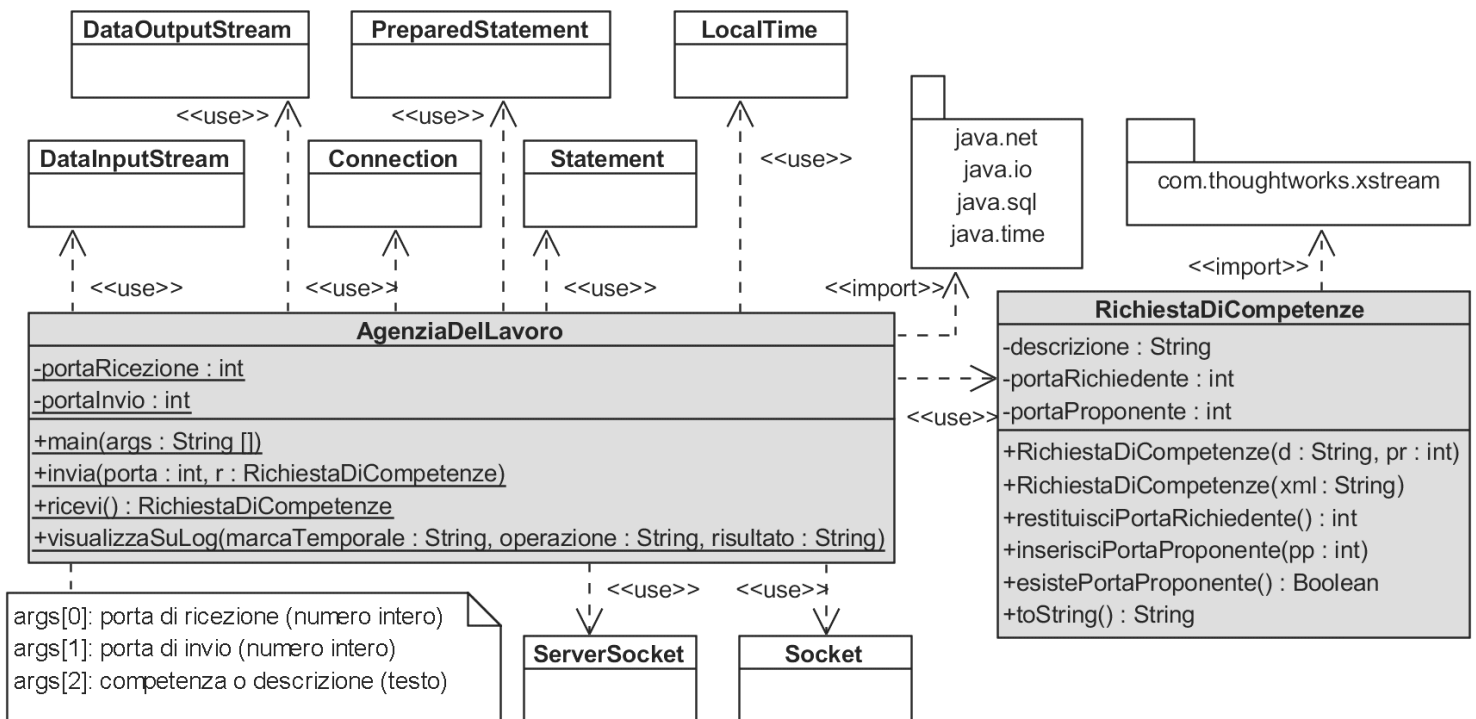 DataOutputStream
PreparedStatement
LocalTime
<<use>>
<<use>>
DataInputStream
Connection
Statement
<<use>>
java.net
java.io
java.sql
java.time
com.thoughtworks.xstream
<<use>>
<<use>>
<<use>>
<<import>>
<<import>>
AgenziaDelLavoro
-portaRicezione : int
-portaInvio : int
+main(args : String [])
+invia(porta : int, r : RichiestaDiCompetenze)
+ricevi() : RichiestaDiCompetenze
+visualizzaSuLog(marcaTemporale : String, operazione : String, risultato : String)
<<use>>
RichiestaDiCompetenze
-descrizione : String
-portaRichiedente : int
-portaProponente : int
+RichiestaDiCompetenze(d : String, pr : int)
+RichiestaDiCompetenze(xml : String)
+restituisciPortaRichiedente() : int
+inserisciPortaProponente(pp : int)
+esistePortaProponente() : Boolean
+toString() : String
args[0]: porta di ricezione (numero intero)
args[1]: porta di invio (numero intero)
args[2]: competenza o descrizione (testo)
<<use>>
<<use>>
ServerSocket
Socket